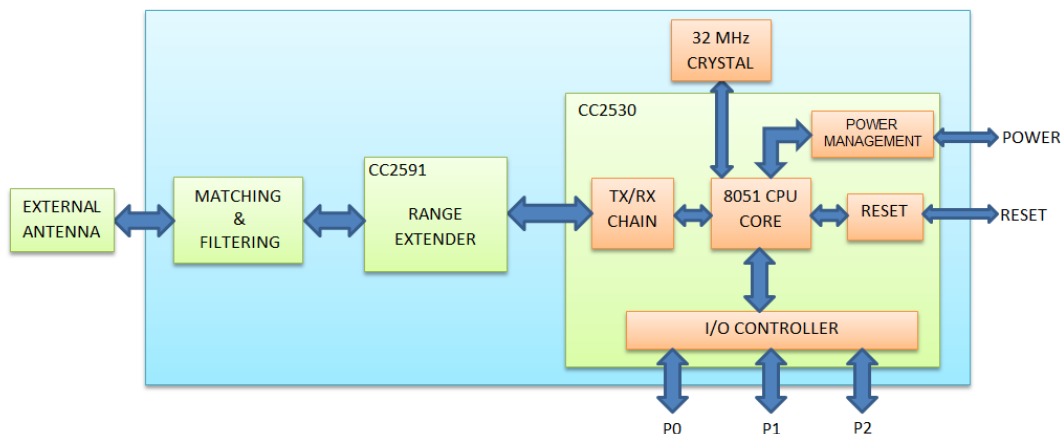 32 MHz
CRYSTAL
CC2530
POWER
MANAGEMENT
POWER
CC2591
EXTERNAL
ANTENNA
MATCHING
&
FILTERING
RANGE
EXTENDER
TX/RX
CHAIN
8051 CPU
CORE
RESET
RESET
I/O CONTROLLER
P0
P1
P2